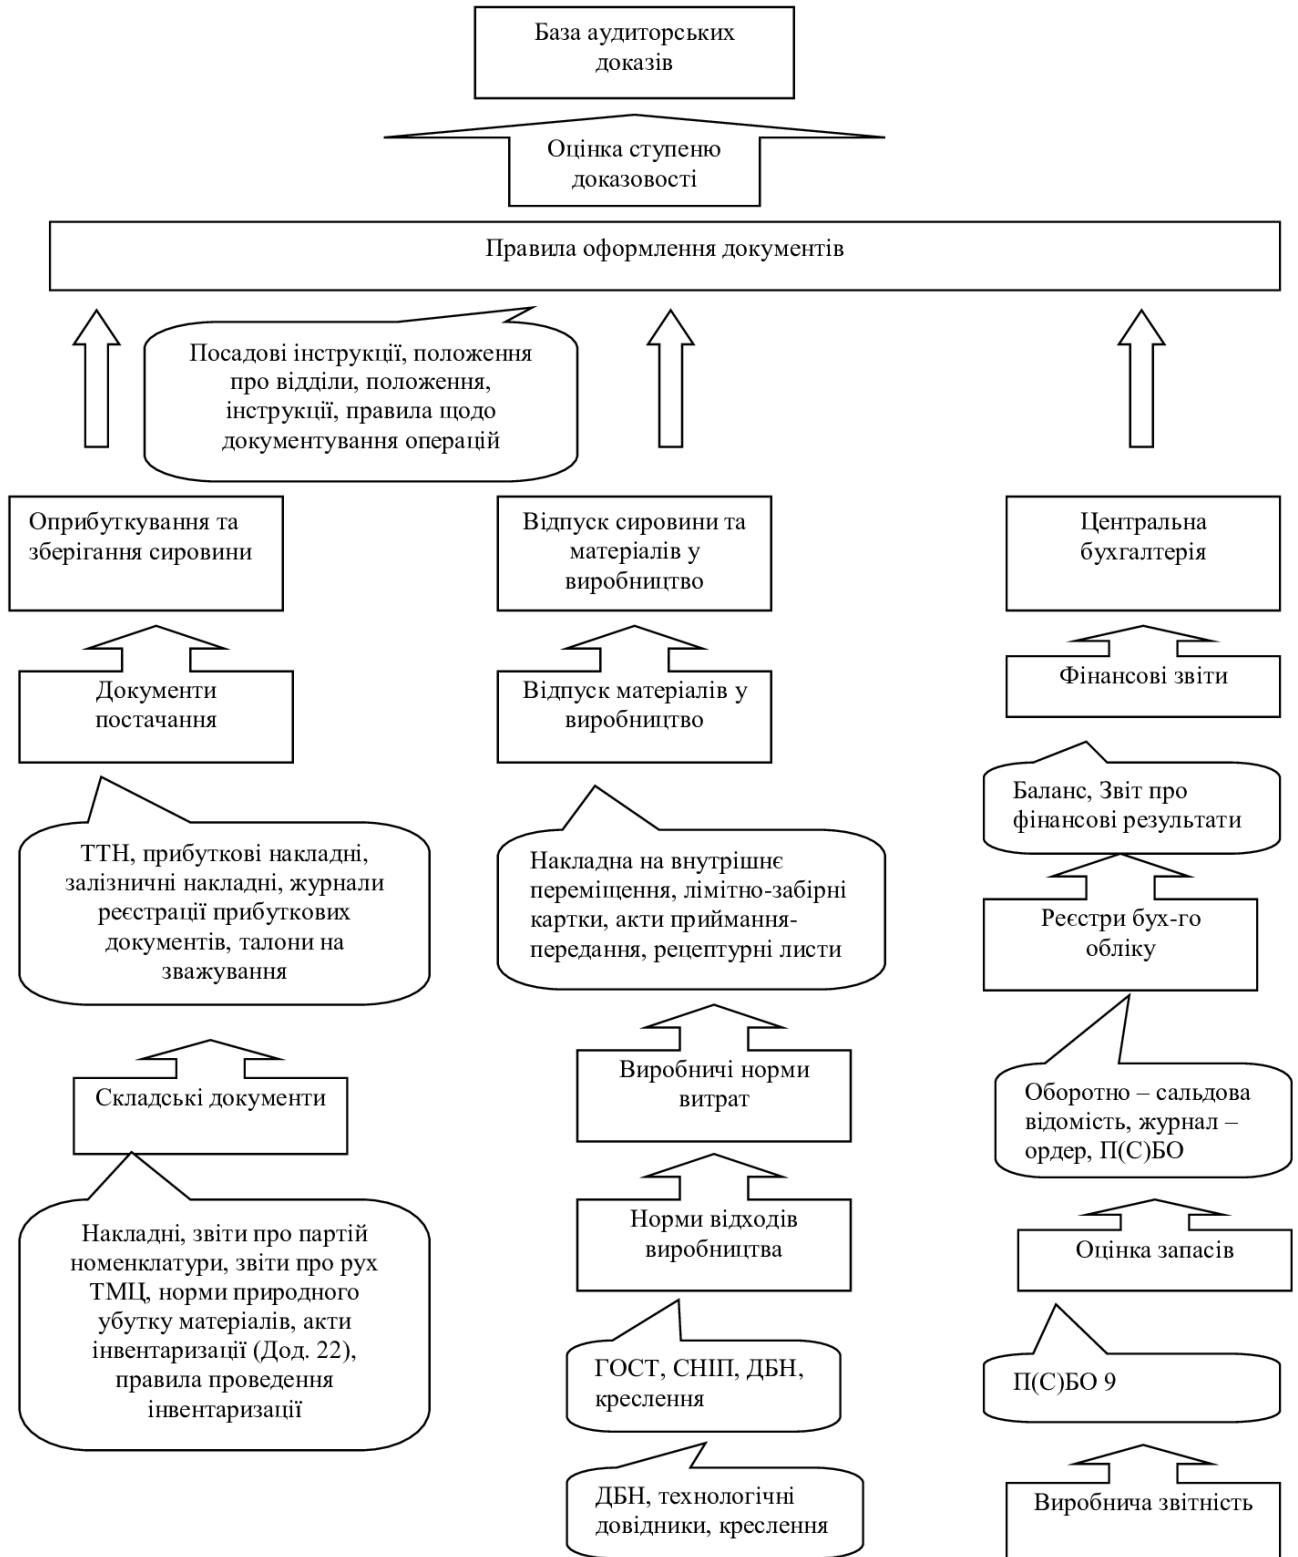 База аудиторських
доказів
Оцінка ступеню
доказовості
Правила оформлення документів
Посадові інструкції, положення
про відділи, положення,
інструкції, правила щодо
документування операцій
Оприбуткування та
зберігання сировини
Документи
постачання
ТТН, прибуткові накладні,
залізничні накладні, журнали
реєстрації прибуткових
документів, талони на
зважування
Складські документи
Накладні, звіти про партій
номенклатури, звіти про рух
ТМЦ, норми природного
убутку матеріалів, акти
інвентаризації (Дод. 22),
правила проведення
інвентаризації
Відпуск сировини та
матеріалів у
виробництво
Відпуск матеріалів у
виробництво
Накладна на внутрішнє
переміщення, лімітно-забірні
картки, акти приймання-
передання, рецептурні листи
Виробничі норми
витрат
Норми відходів
виробництва
ГОСТ, СНІП, ДБН,
креслення
ДБН, технологічні
довідники, креслення
Центральна
бухгалтерія
Фінансові звіти
Баланс, Звіт про
фінансові результати
Реєстри бух-го
обліку
Оборотно – сальдова
відомість, журнал –
ордер, П(С)БО
Оцінка запасів
П(С)БО 9
Виробнича звітність